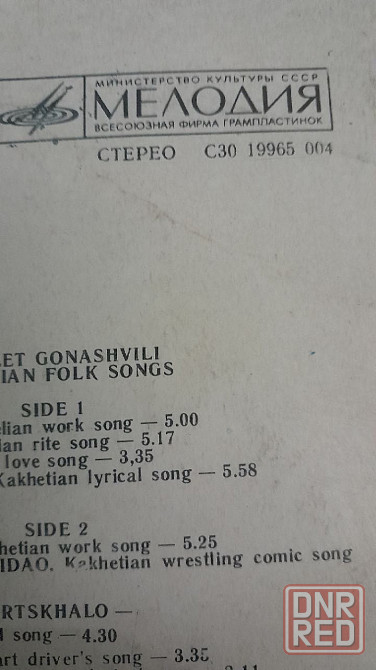 МИНИСТЕРСТВО КУЛЬТУРЫ СССР
МЕЛОДИЯ
ВСЕСОЮЗНАЯ ФИРМА ГРАМПЛАСТИНОК
СТЕРЕО С30 19965 004
LET GONASHVILI
IAN FOLK SONGS
SIDE 1
elian work song — 5.00
ian rite song — 5.17
love song — 3,35
Kakhetian lyrical song — 5.58
SIDE 2
hetian work song — 5.25
IDAO, Kakhetian wrestling comic song
RTSKHALO —
l song — 4.30
art driver's song — 3.35
DNR
RED